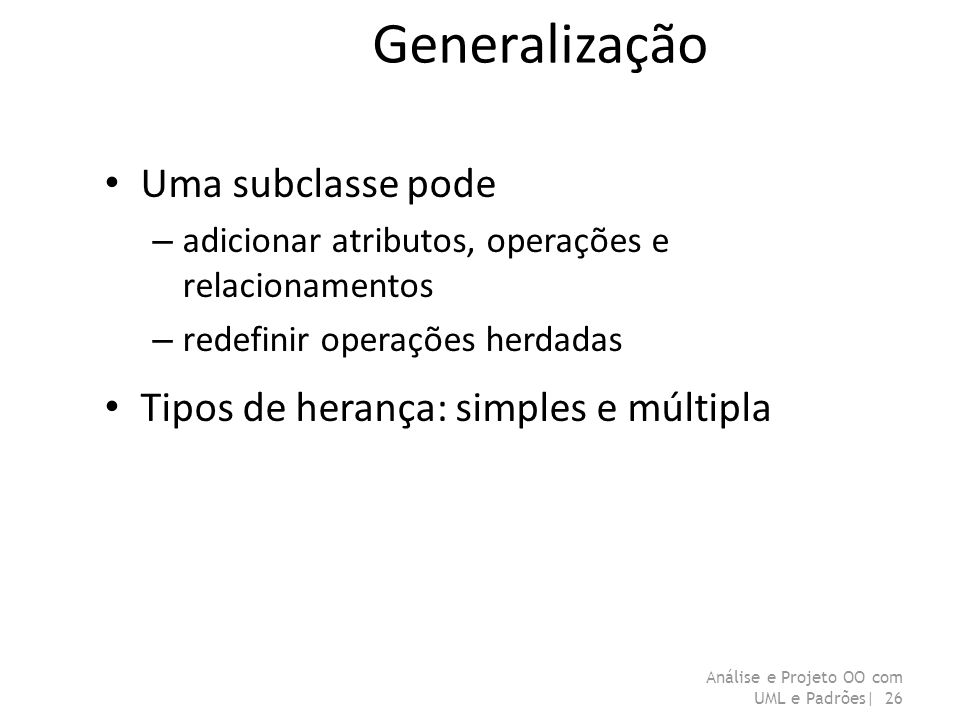 Generalização
• Uma subclasse pode
– adicionar atributos, operações e
relacionamentos
– redefinir operações herdadas
• Tipos de herança: simples e múltipla
Análise e Projeto OO com
UML e Padrões| 26